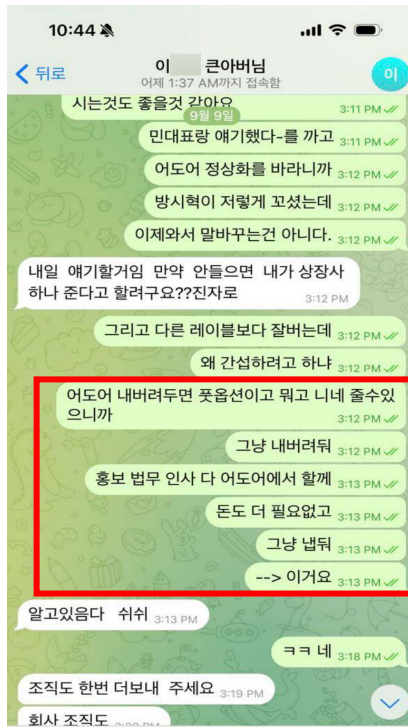 10:44
뒤로
이 큰아버님
어제 1:37 AM까지 접속함
이
시는것도 좋을것 같아요
3:11 PM
9월 9일
민대표랑 얘기했다-를 까고 3:11 PM
어도어 정상화를 바라니까 3:12 PM
방시혁이 저렇게 꼬셨는데 3:12 PM
이제와서 말바꾸는건 아니다. 3:12 PM
내일 얘기할거임 만약 안들으면 내가 상장사
하나 준다고 할려구요??진자로
3:12 PM
그리고 다른 레이블보다 잘버는데 3:12 PM
왜 간섭하려고 하냐 3:12 PM
어도어 내버려두면 풋옵션이고 뭐고 니네 줄수있
으니까
3:12 PM
그냥 내버려둬 3:12 PM
홍보 법무 인사 다 어도어에서 할께 3:13 PM
돈도 더 필요없고 3:13 PM
그냥 냅둬 3:13 PM
--> 이거요 3:13 PM
알고있음다 쉬쉬 3:13 PM
ㅋㅋ 네 3:18 PM
조직도 한번 더보내 주세요 3:19 PM
회사 조직도